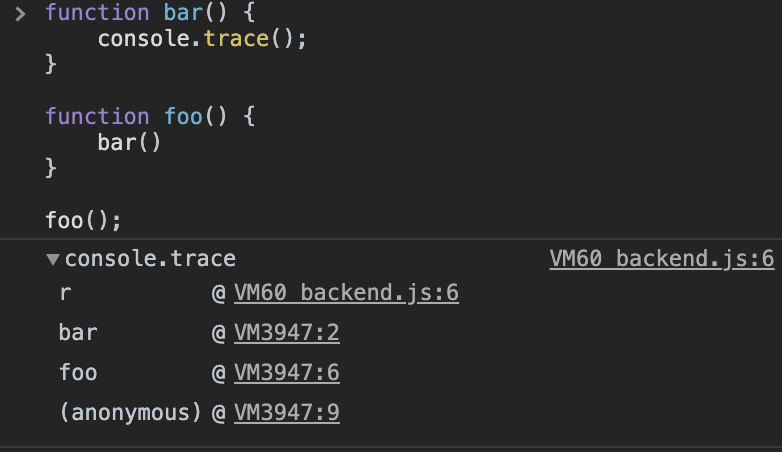 > function bar() {
    console.trace();
}

function foo() {
    bar()
}

foo();
▼console.trace VM60 backend.js:6
r @ VM60 backend.js:6
bar @ VM3947:2
foo @ VM3947:6
(anonymous) @ VM3947:9